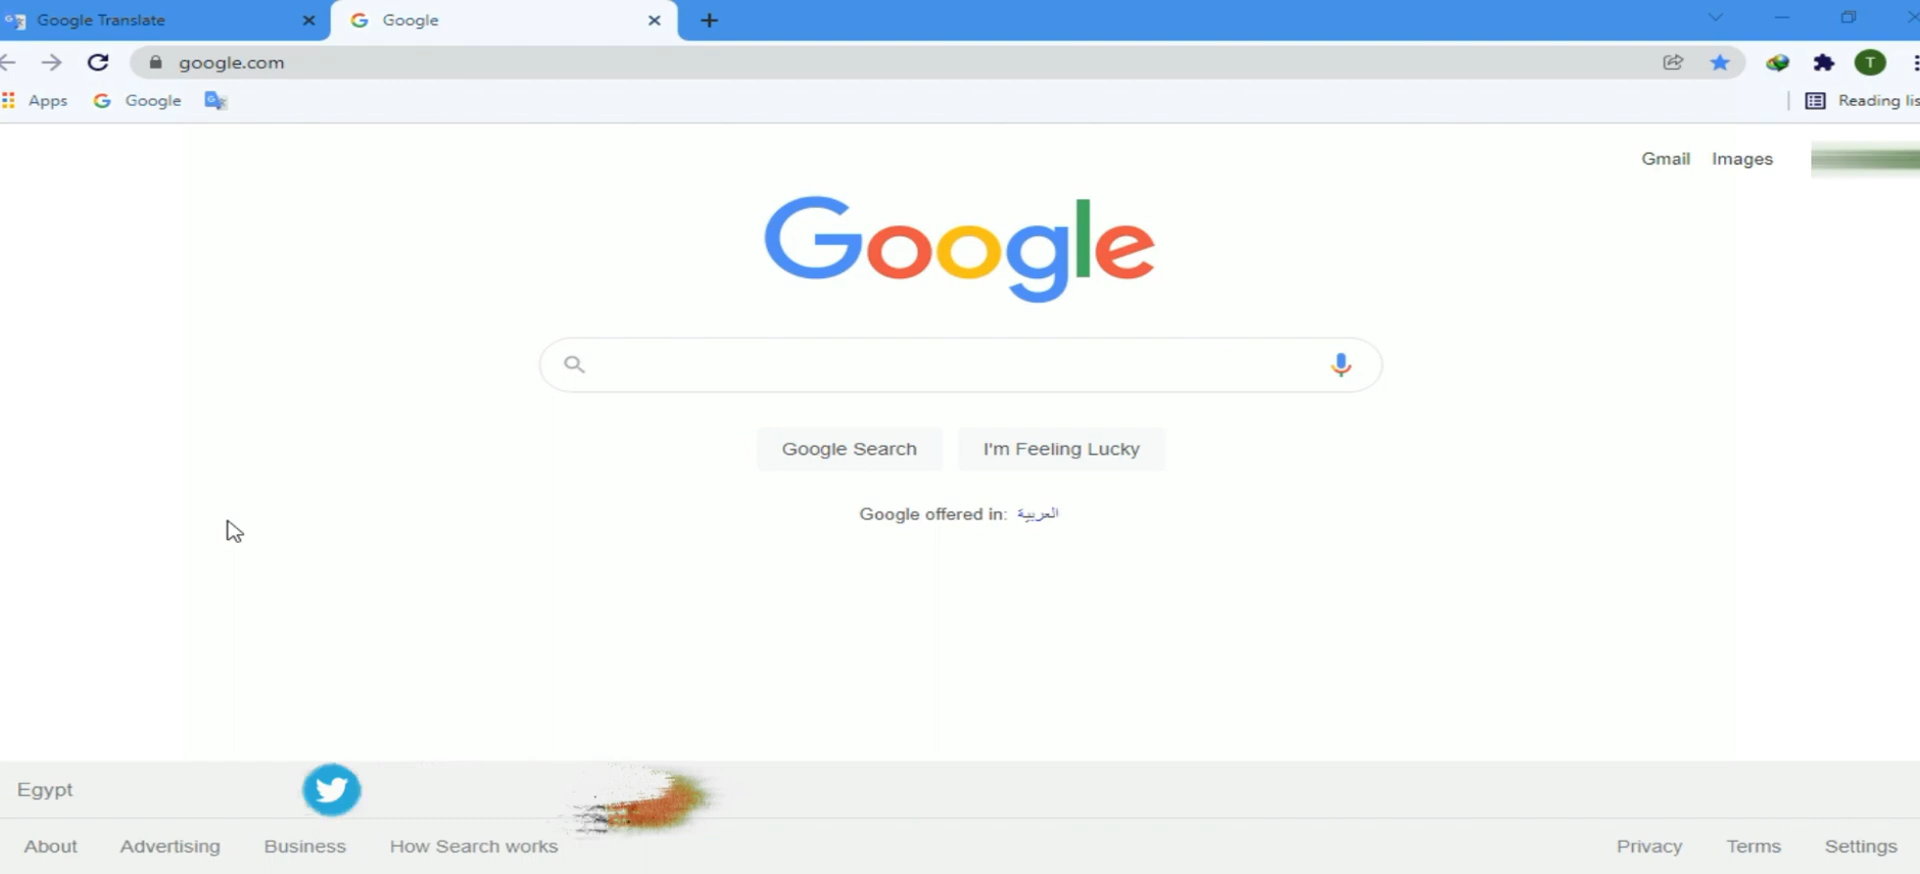 Google Translate Google
google.com
Apps Google Reading lis
T
Gmail Images
Google
Google Search I'm Feeling Lucky
Google offered in: العربية
Egypt
About Advertising Business How Search works Privacy Terms Settings